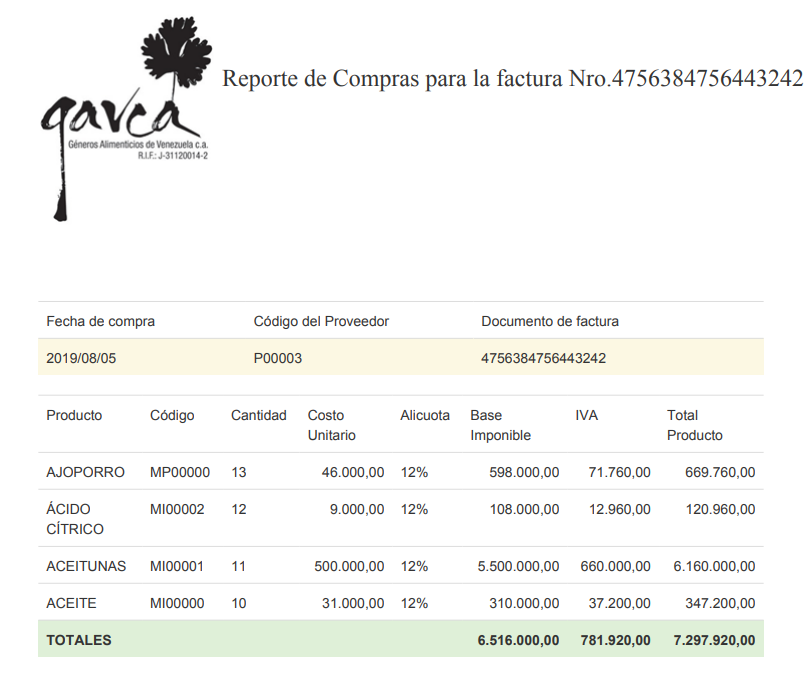 gavca
Géneros Alimenticios de Venezuela c.a.
R.I.F.: J-31120014-2
Reporte de Compras para la factura Nro.4756384756443242
Fecha de compra Código del Proveedor Documento de factura
2019/08/05 P00003 4756384756443242
Producto Código Cantidad Costo Unitario Alicuota Base Imponible IVA Total Producto
AJOPORRO MP00000 13 46.000,00 12% 598.000,00 71.760,00 669.760,00
ÁCIDO CÍTRICO MI00002 12 9.000,00 12% 108.000,00 12.960,00 120.960,00
ACEITUNAS MI00001 11 500.000,00 12% 5.500.000,00 660.000,00 6.160.000,00
ACEITE MI00000 10 31.000,00 12% 310.000,00 37.200,00 347.200,00
TOTALES 6.516.000,00 781.920,00 7.297.920,00